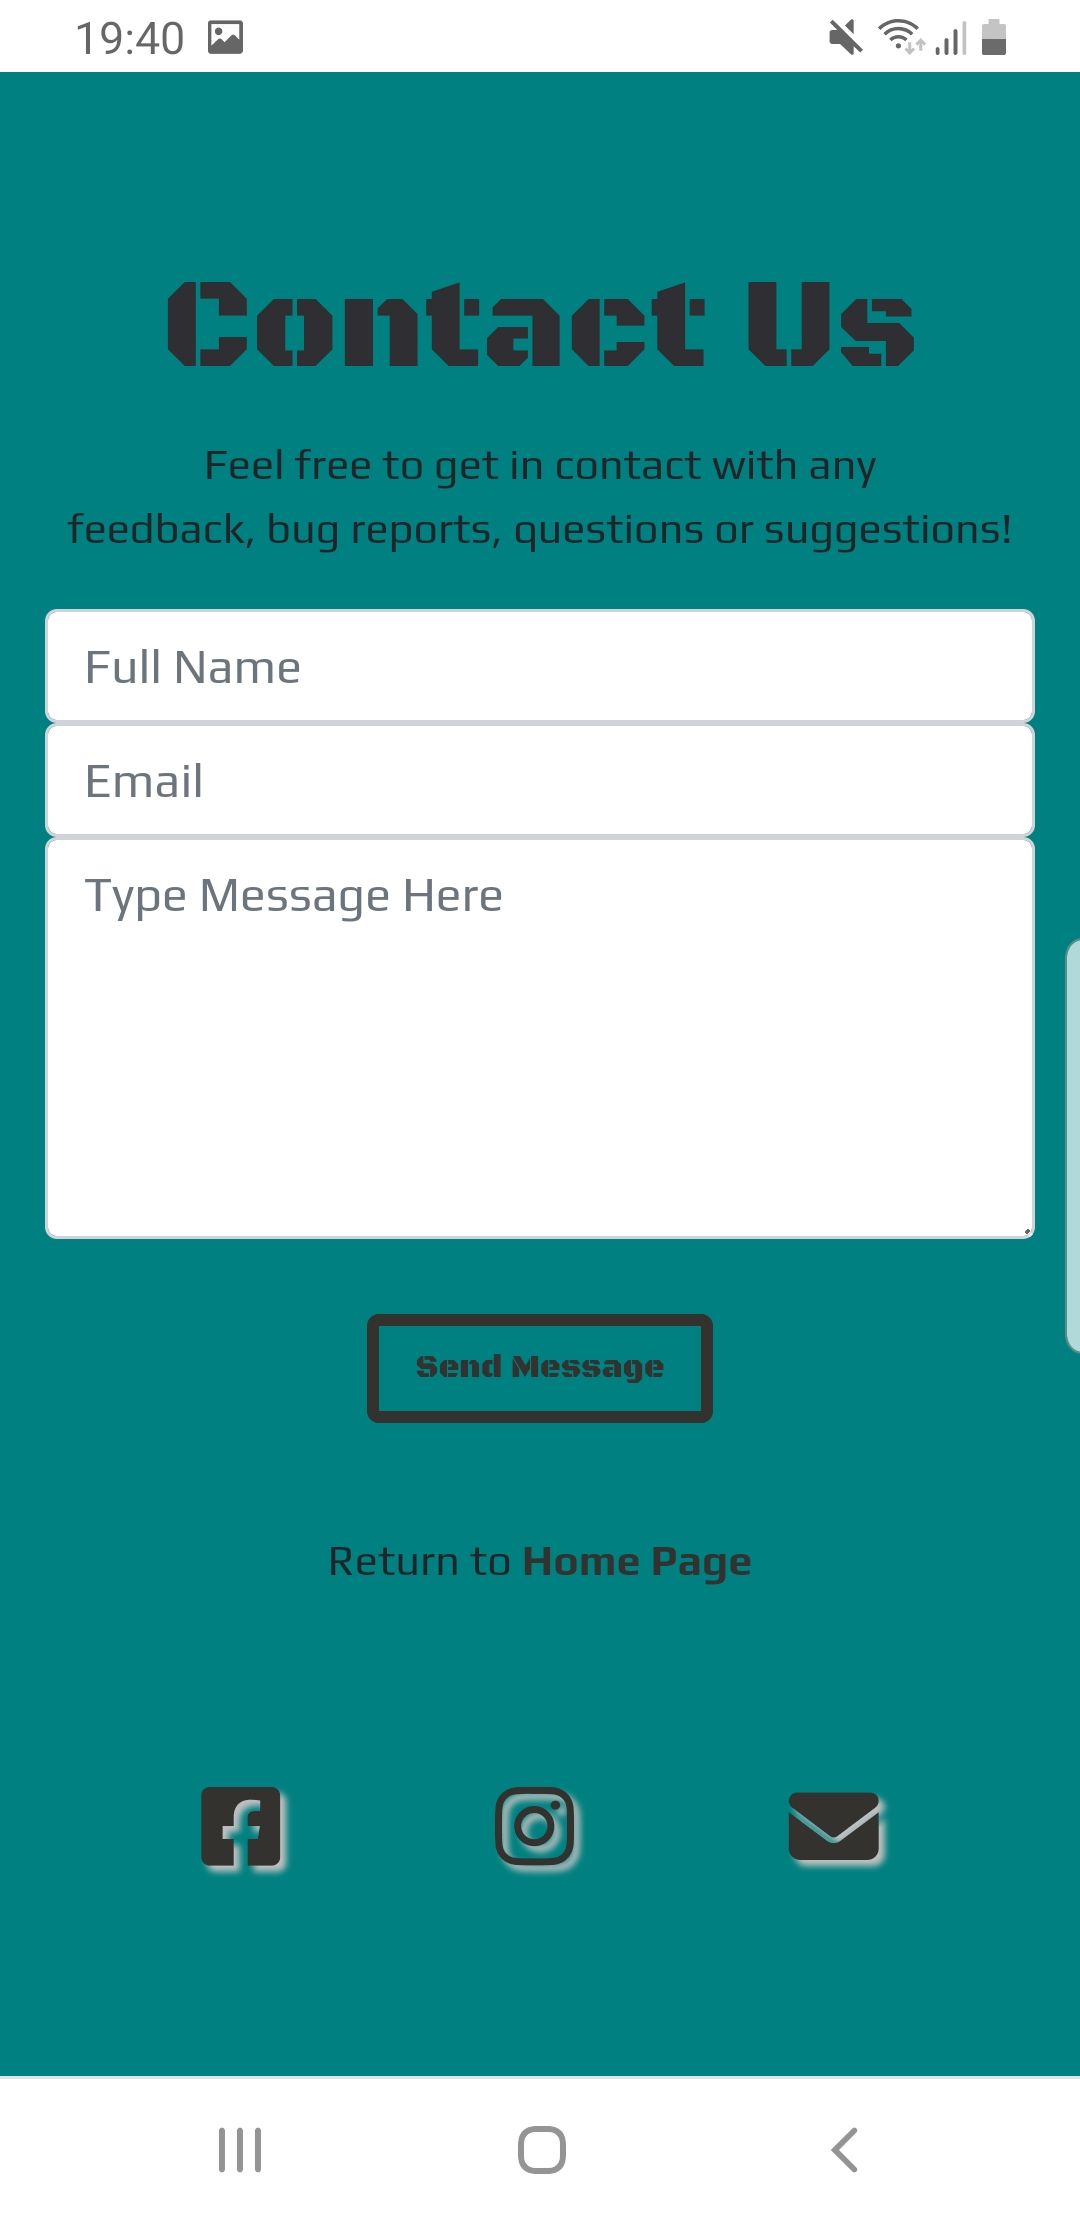 19:40
Contact Us
Feel free to get in contact with any
feedback, bug reports, questions or suggestions!
Full Name
Email
Type Message Here
Send Message
Return to Home Page